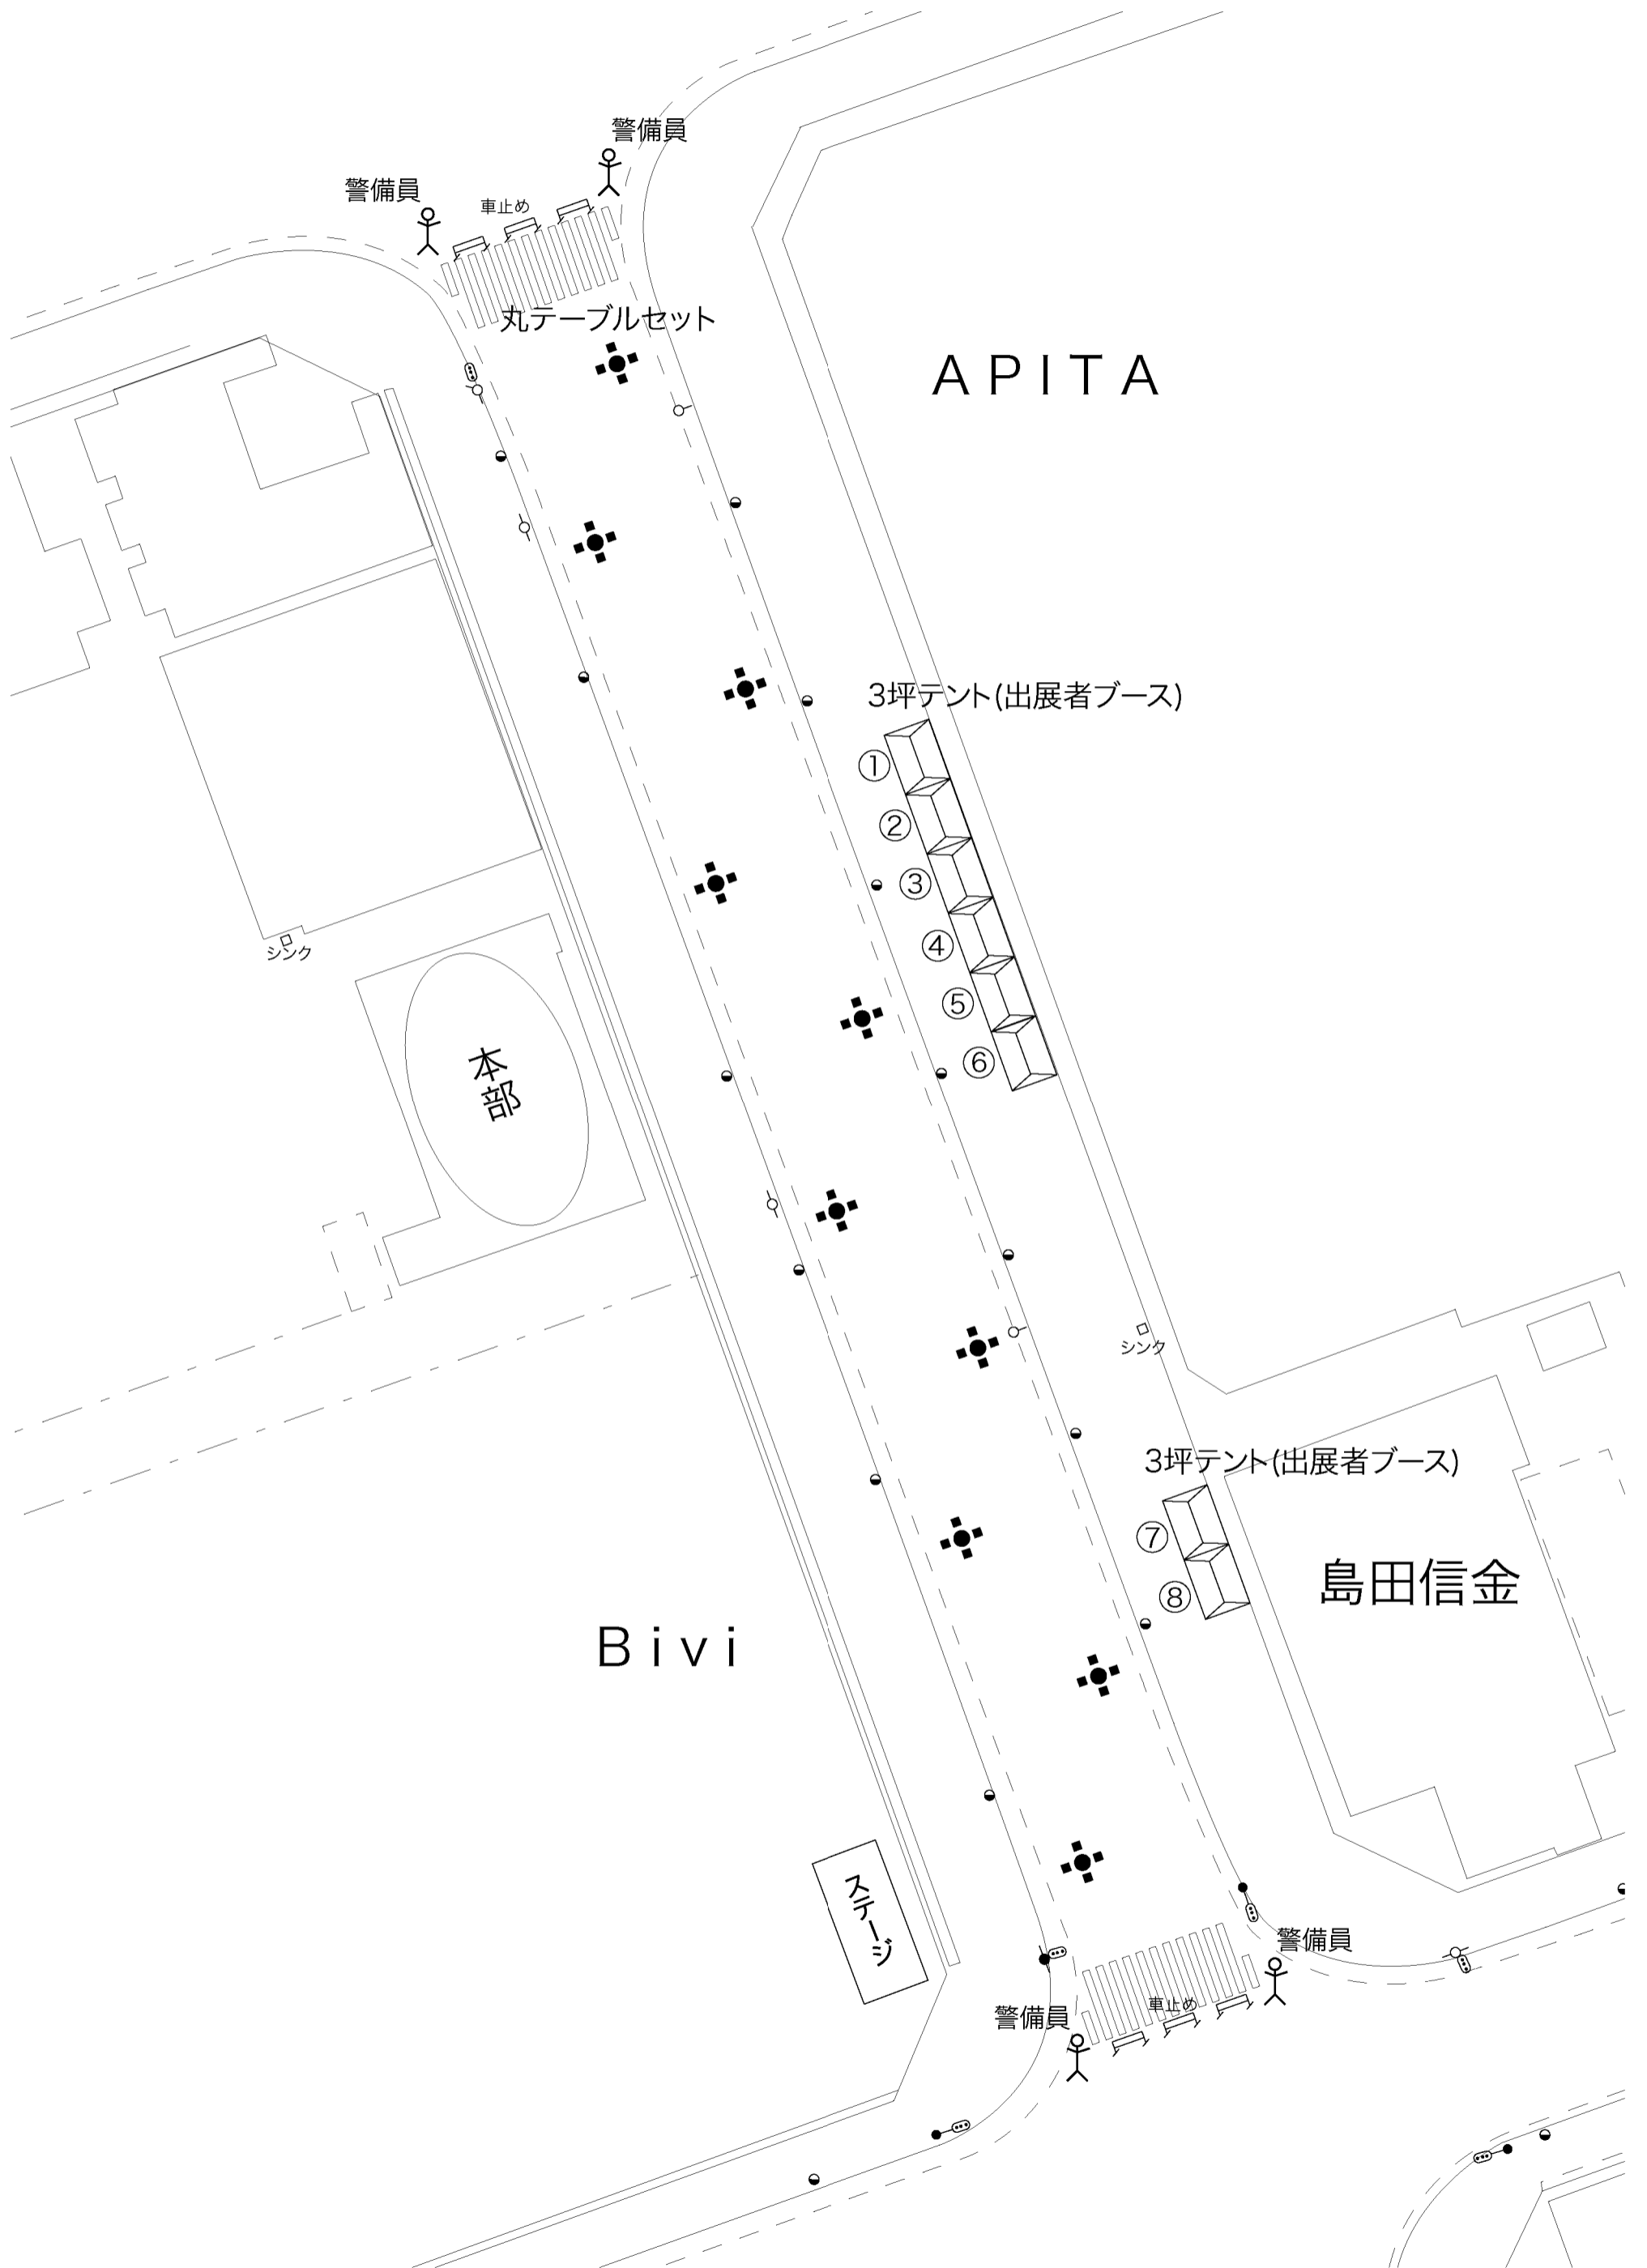 警備員
警備員
車止め
丸テーブルセット
APITA
3坪テント(出展者ブース)
①
②
③
④
⑤
⑥
シンク
本部
シンク
3坪テント(出展者ブース)
⑦
⑧
島田信金
Bivi
ステージ
警備員
車止め
警備員